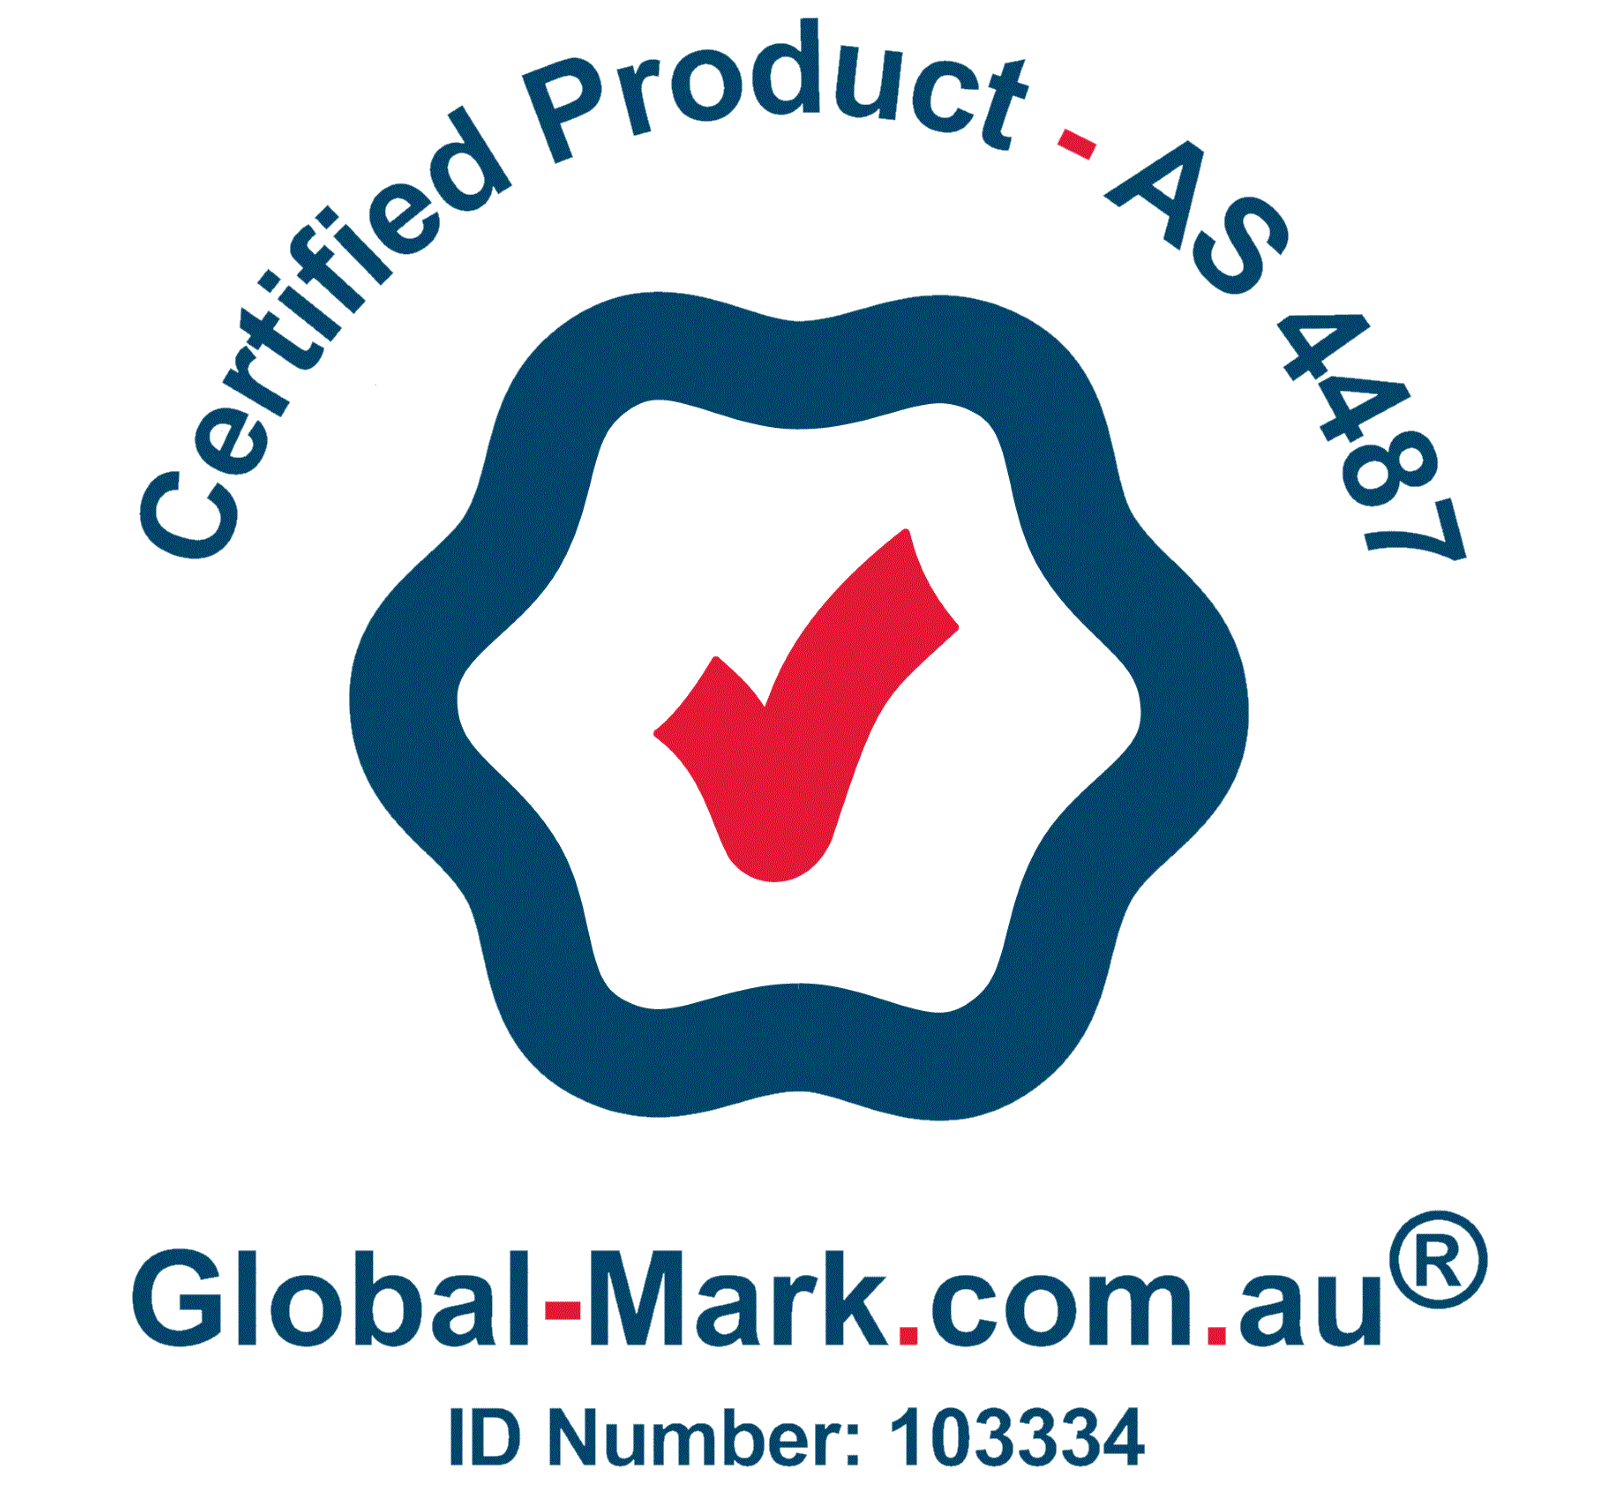 Certified Product - AS 4487
Global-Mark.com.au®
ID Number: 103334